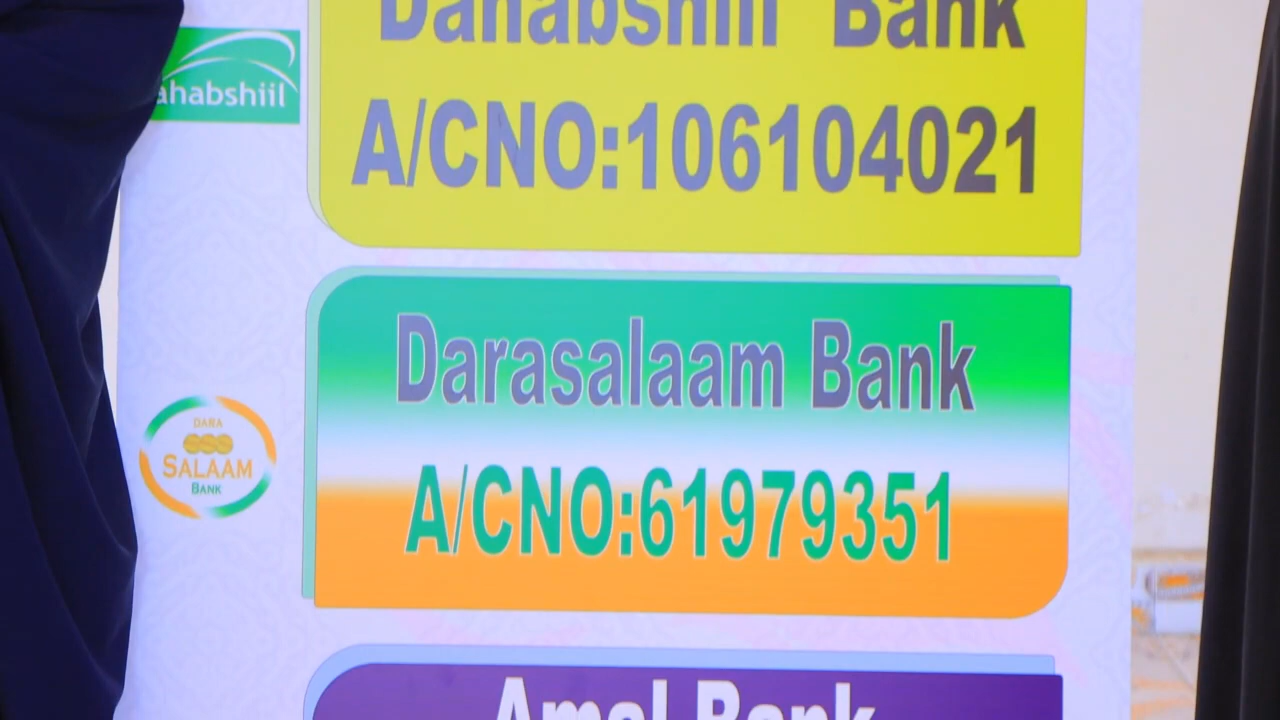 Dahabshiil Bank
ahabshiil
A/CNO:106104021
Darasalaam Bank
DARA
SALAAM
BANK
A/CNO:61979351
Amal Bank